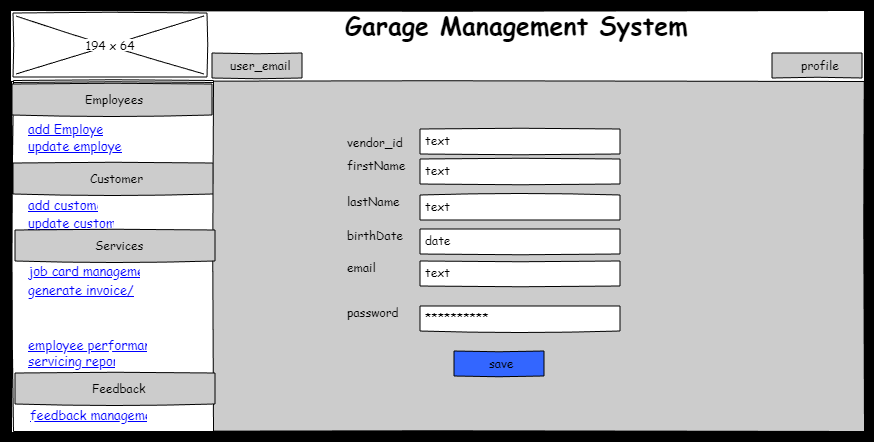 Garage Management System
194 x 64
user_email
profile
Employees
add Employe
update employe
Customer
add custom
update custom
Services
job card managem
generate invoice/
employee performan
servicing repo
Feedback
feedback managem
vendor_id text
firstName text
lastName text
birthDate date
email text
password **********
save